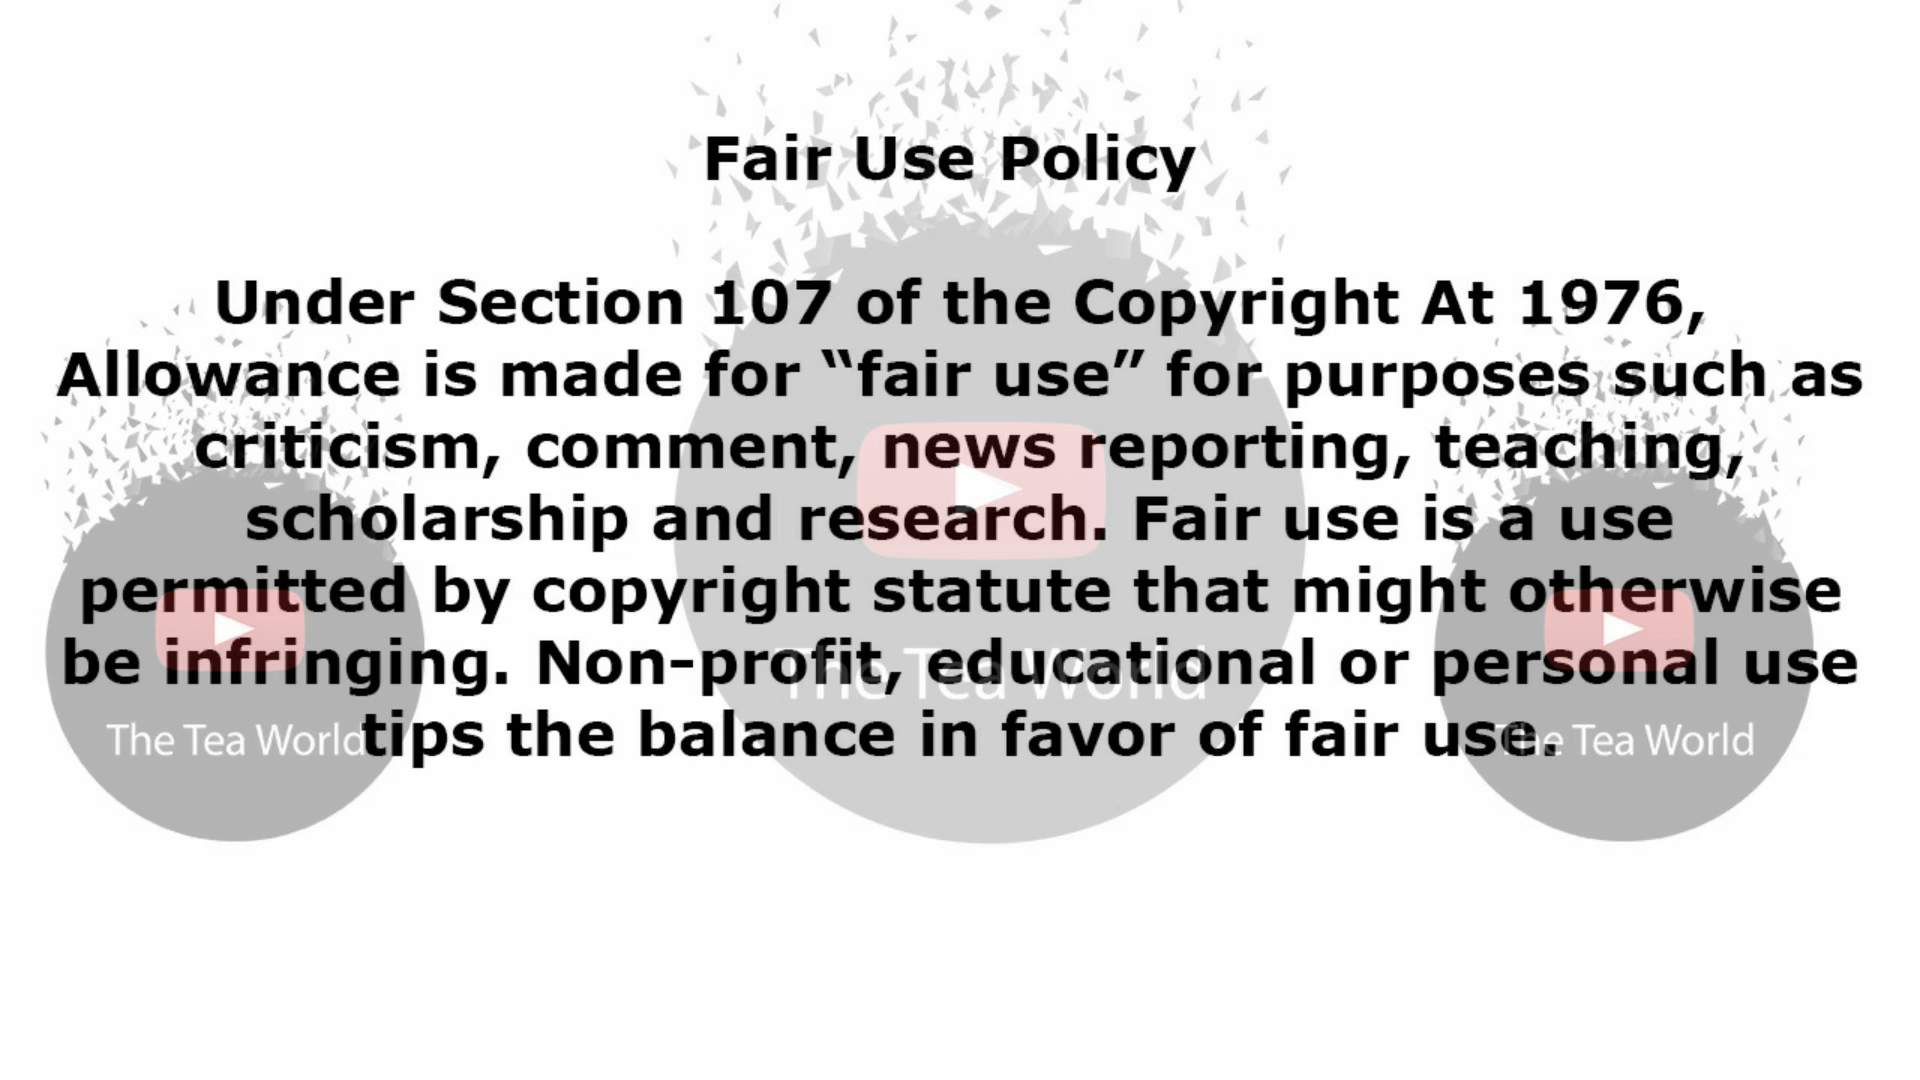 Fair Use Policy
Under Section 107 of the Copyright At 1976,
Allowance is made for “fair use” for purposes such as
criticism, comment, news reporting, teaching,
scholarship and research. Fair use is a use
permitted by copyright statute that might otherwise
be infringing. Non-profit, educational or personal use
tips the balance in favor of fair use.
The Tea World
The Tea World
The Tea World